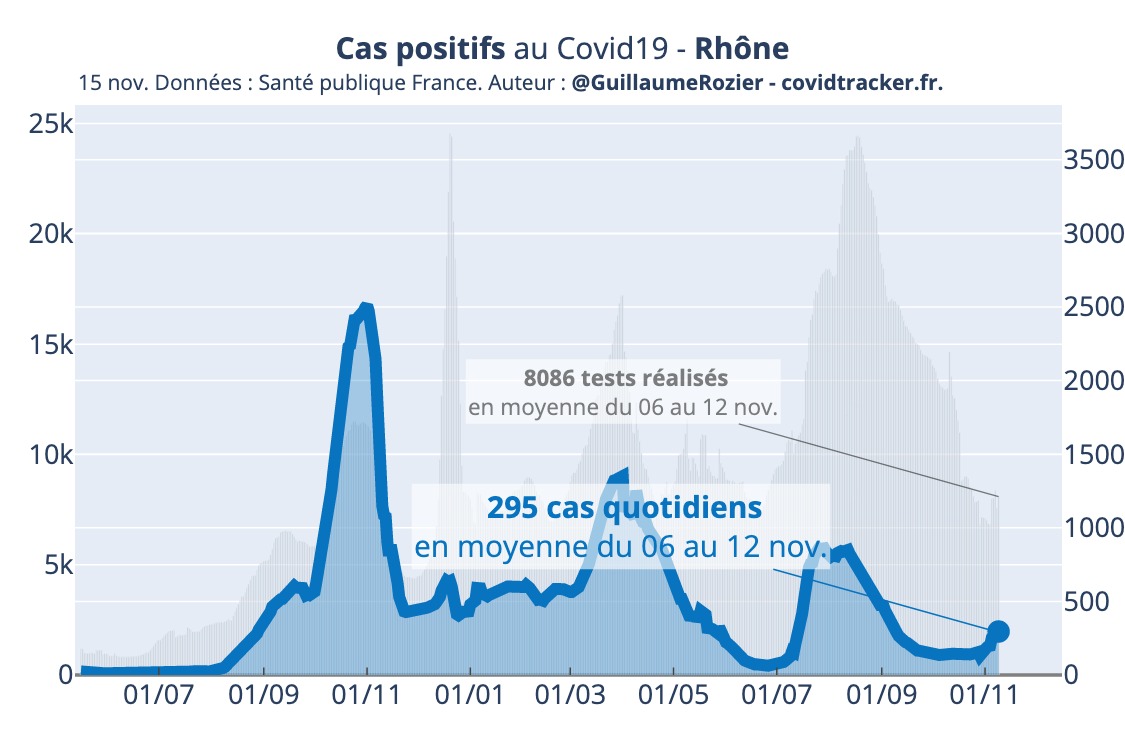 Cas positifs au Covid19 - Rhône
15 nov. Données : Santé publique France. Auteur : @GuillaumeRozier - covidtracker.fr.
25k
20k
15k
10k
5k
0
3500
3000
2500
2000
1500
1000
500
0
8086 tests réalisés
en moyenne du 06 au 12 nov.
295 cas quotidiens
en moyenne du 06 au 12 nov.
01/07 01/09 01/11 01/01 01/03 01/05 01/07 01/09 01/11